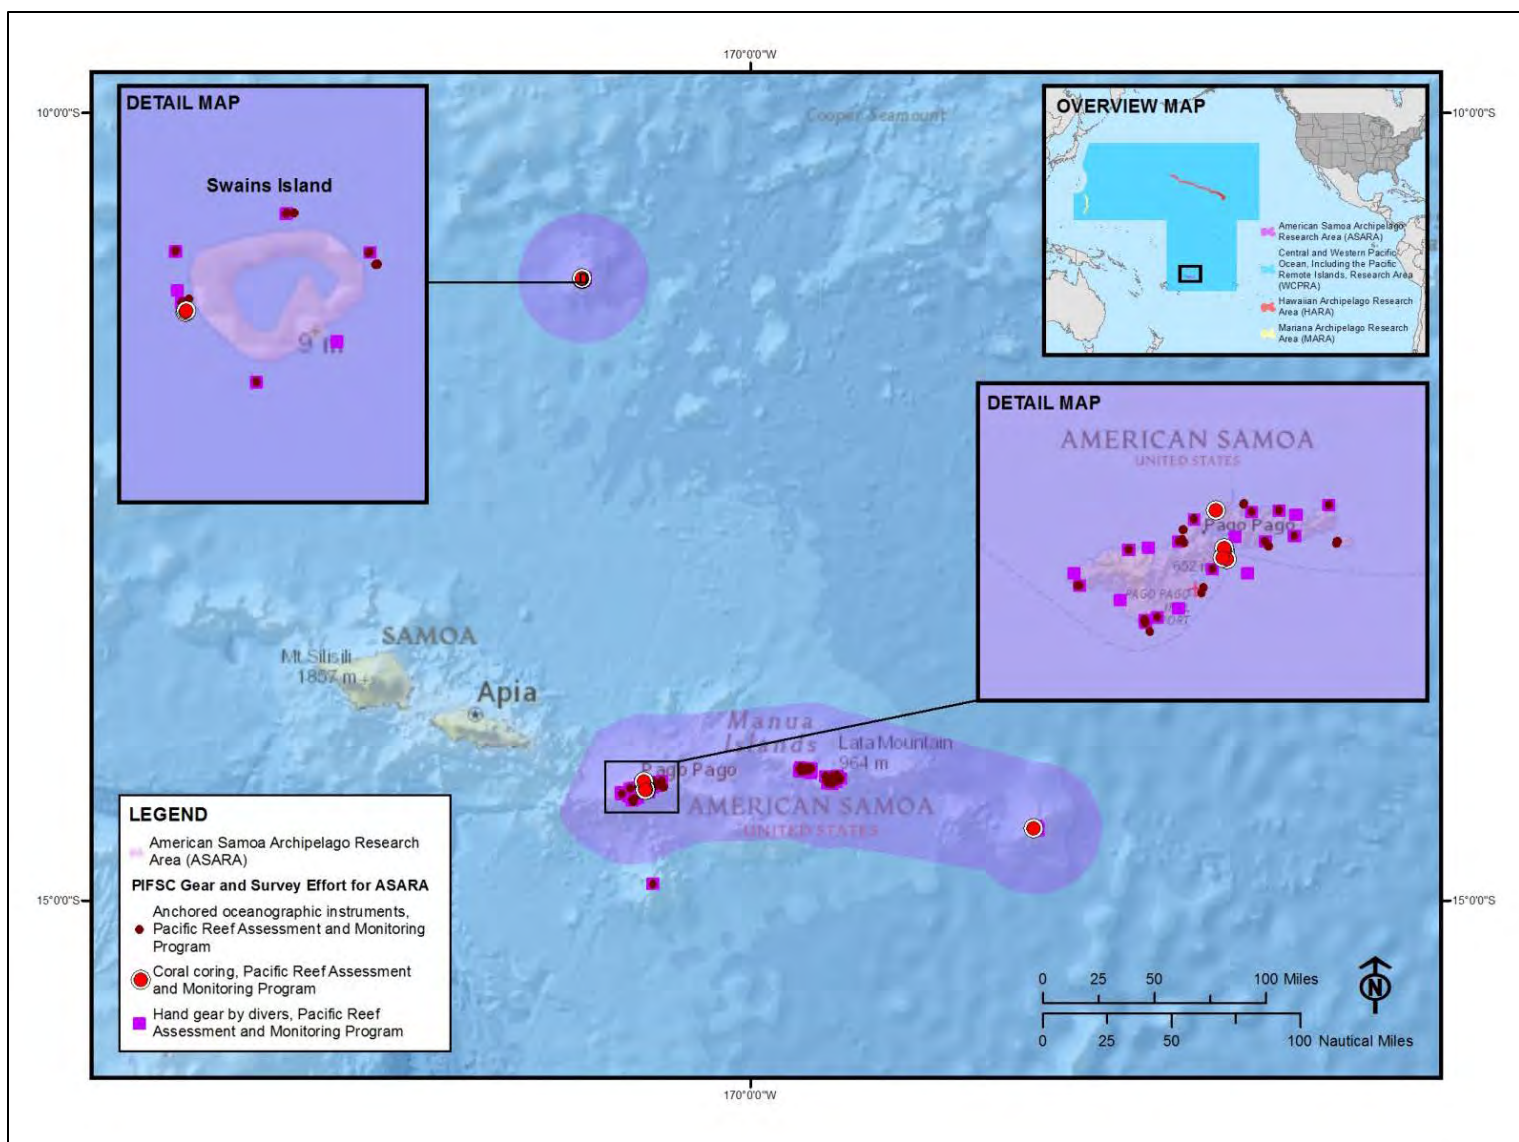 170°0'0"W
10°0'0"S
10°0'0"S
DETAIL MAP
Swains Island
9 m
Cooper Seamount
OVERVIEW MAP
American Samoa Archipelago
Research Area (ASARA)
Central and Western Pacific
Ocean, Including the Pacific
Remote Islands, Research Area
(WCPRA)
Hawaiian Archipelago Research
Area (HARA)
Mariana Archipelago Research
Area (MARA)
DETAIL MAP
AMERICAN SAMOA
UNITED STATES
Pago Pago
652 m
PAGO PAGO
SAMOA
Mt Silisili
1857 m
Apia
Manua
Islands
Lata Mountain
964 m
Pago Pago
AMERICAN SAMOA
UNITED STATES
LEGEND
American Samoa Archipelago Research
Area (ASARA)
PIFSC Gear and Survey Effort for ASARA
Anchored oceanographic instruments,
Pacific Reef Assessment and Monitoring
Program
Coral coring, Pacific Reef Assessment
and Monitoring Program
Hand gear by divers, Pacific Reef
Assessment and Monitoring Program
15°0'0"S
15°0'0"S
0 25 50 100 Miles
0 25 50 100 Nautical Miles
N
170°0'0"W